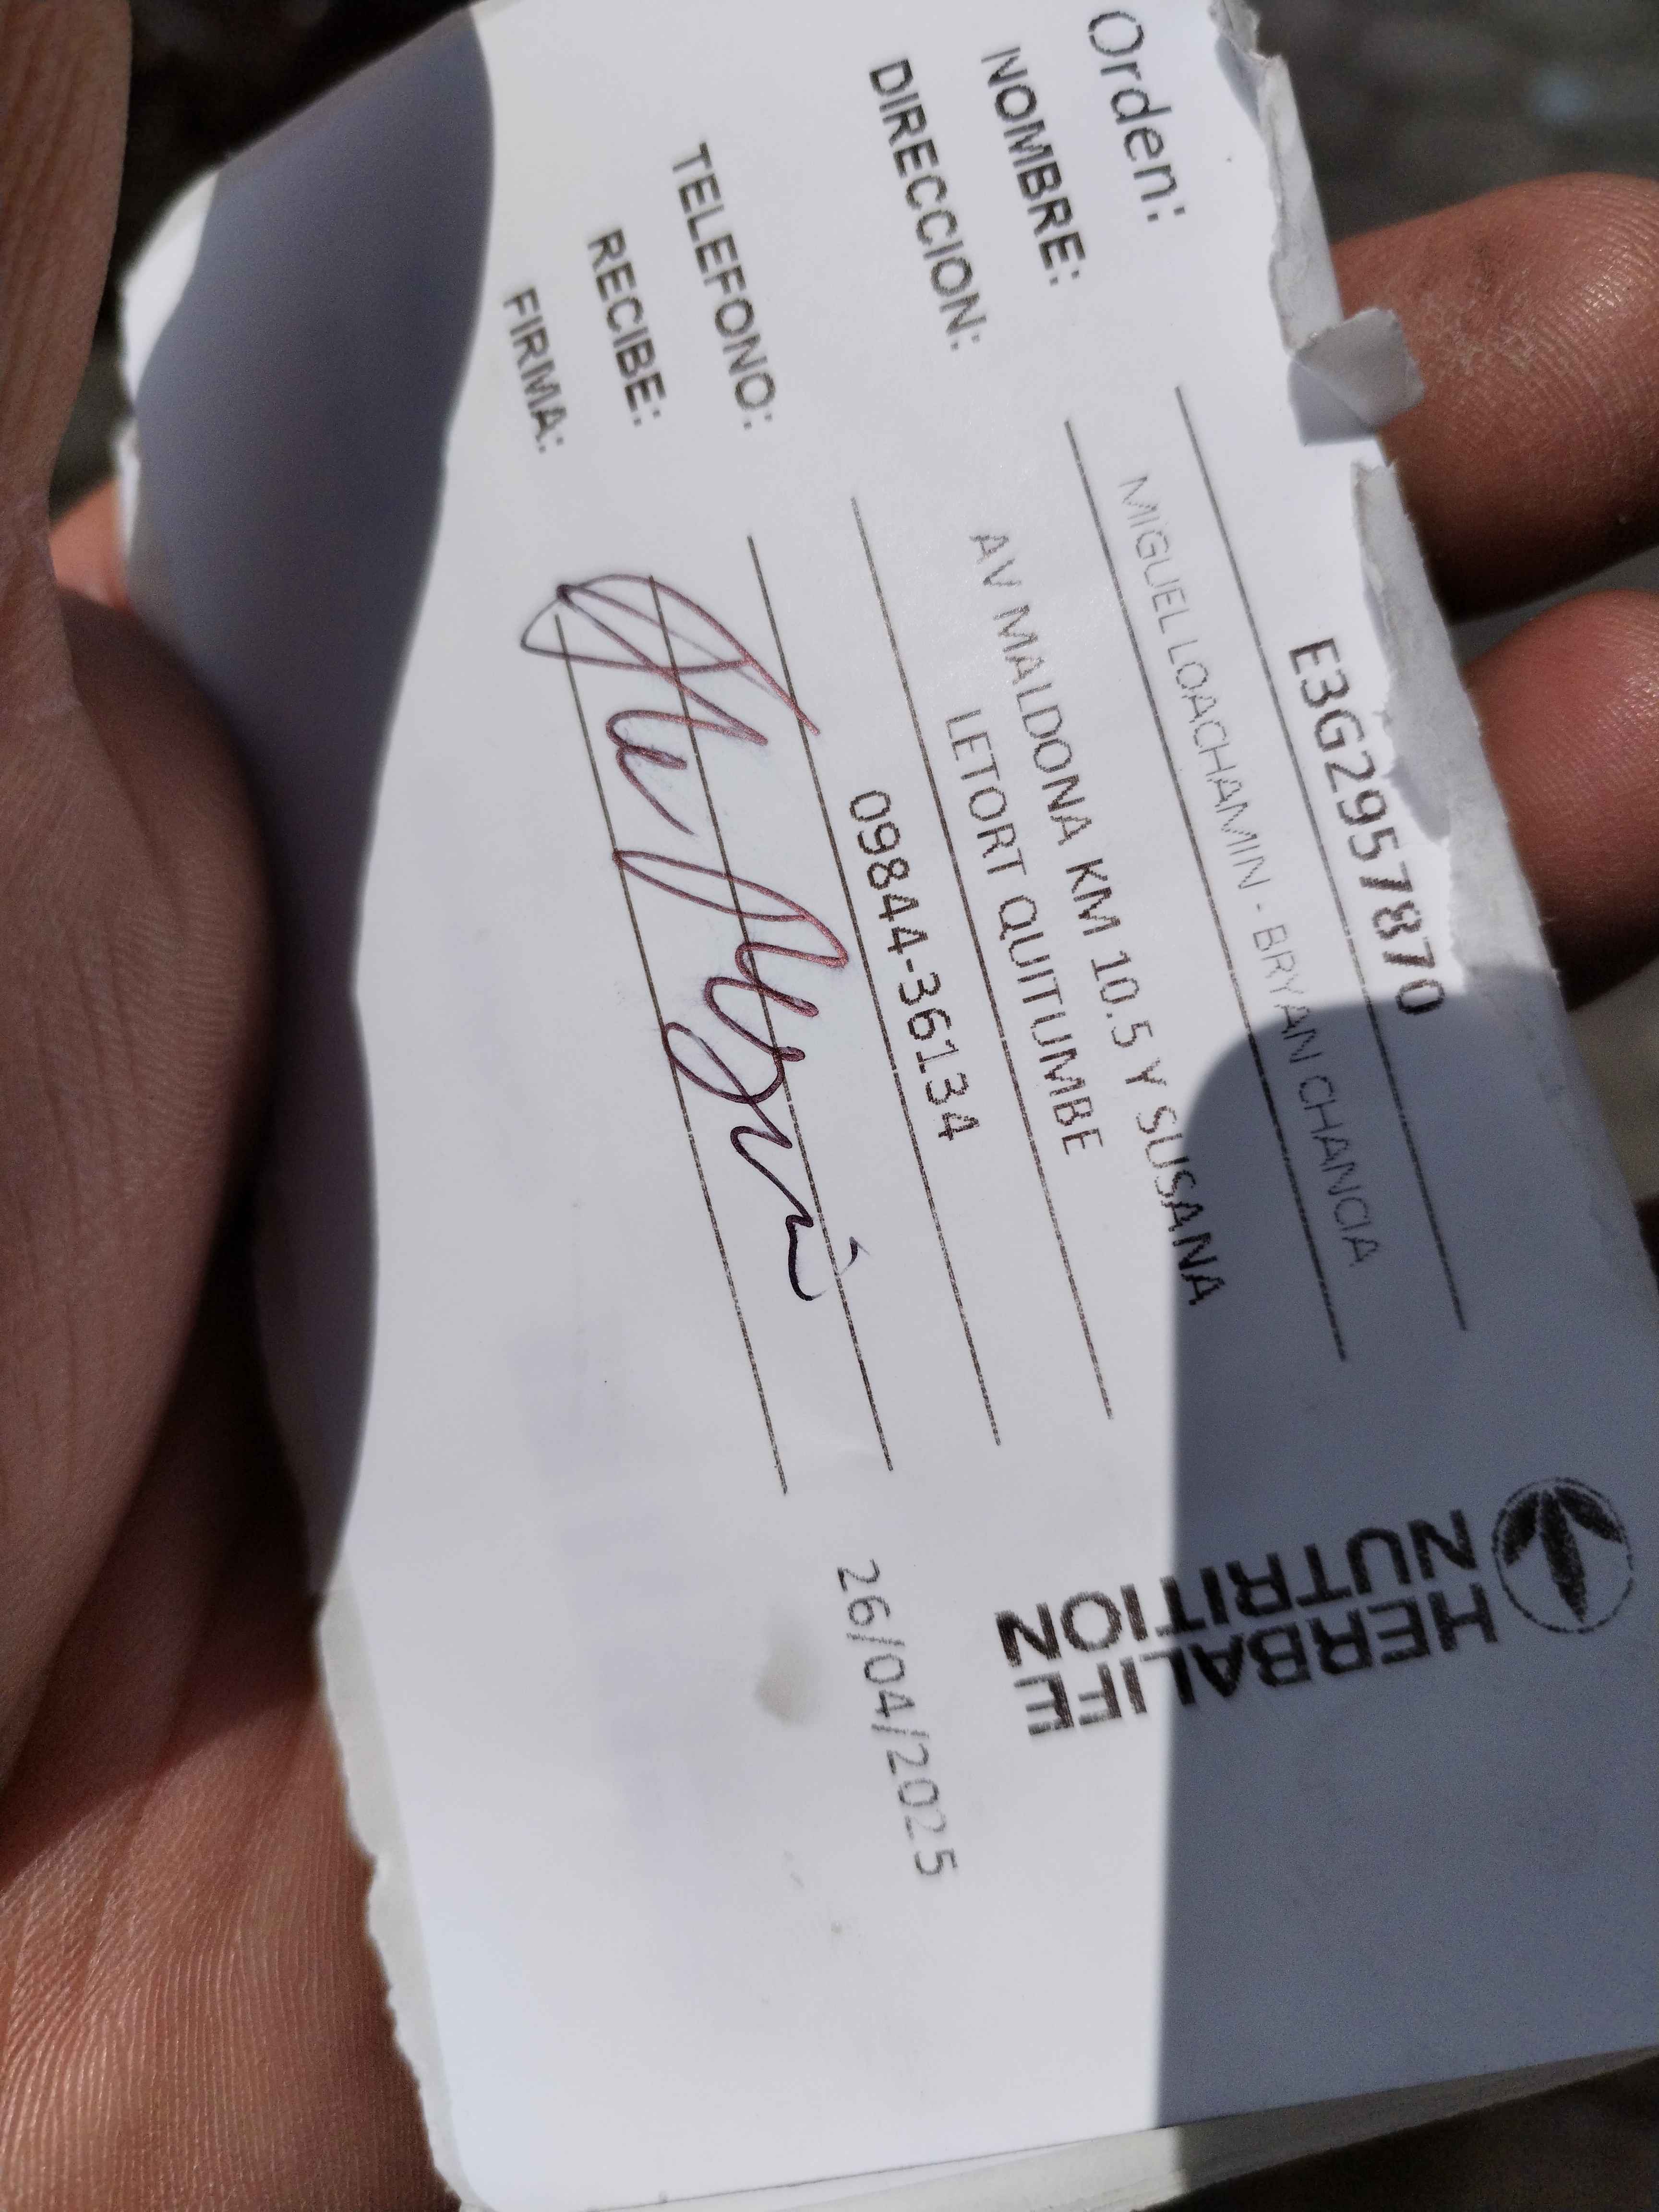 Orden: E3G29578870
NOMBRE: MIGUEL LOACHAMIN - BRYAN CHANCIA
DIRECCION: AV MALDONA KM 10.5 Y SUSANA
LETORT QUITUMBE
TELEFONO: 09844-36134
RECIBE:
FIRMA:
HERBALIFE
NUTRITION
26/04/2025